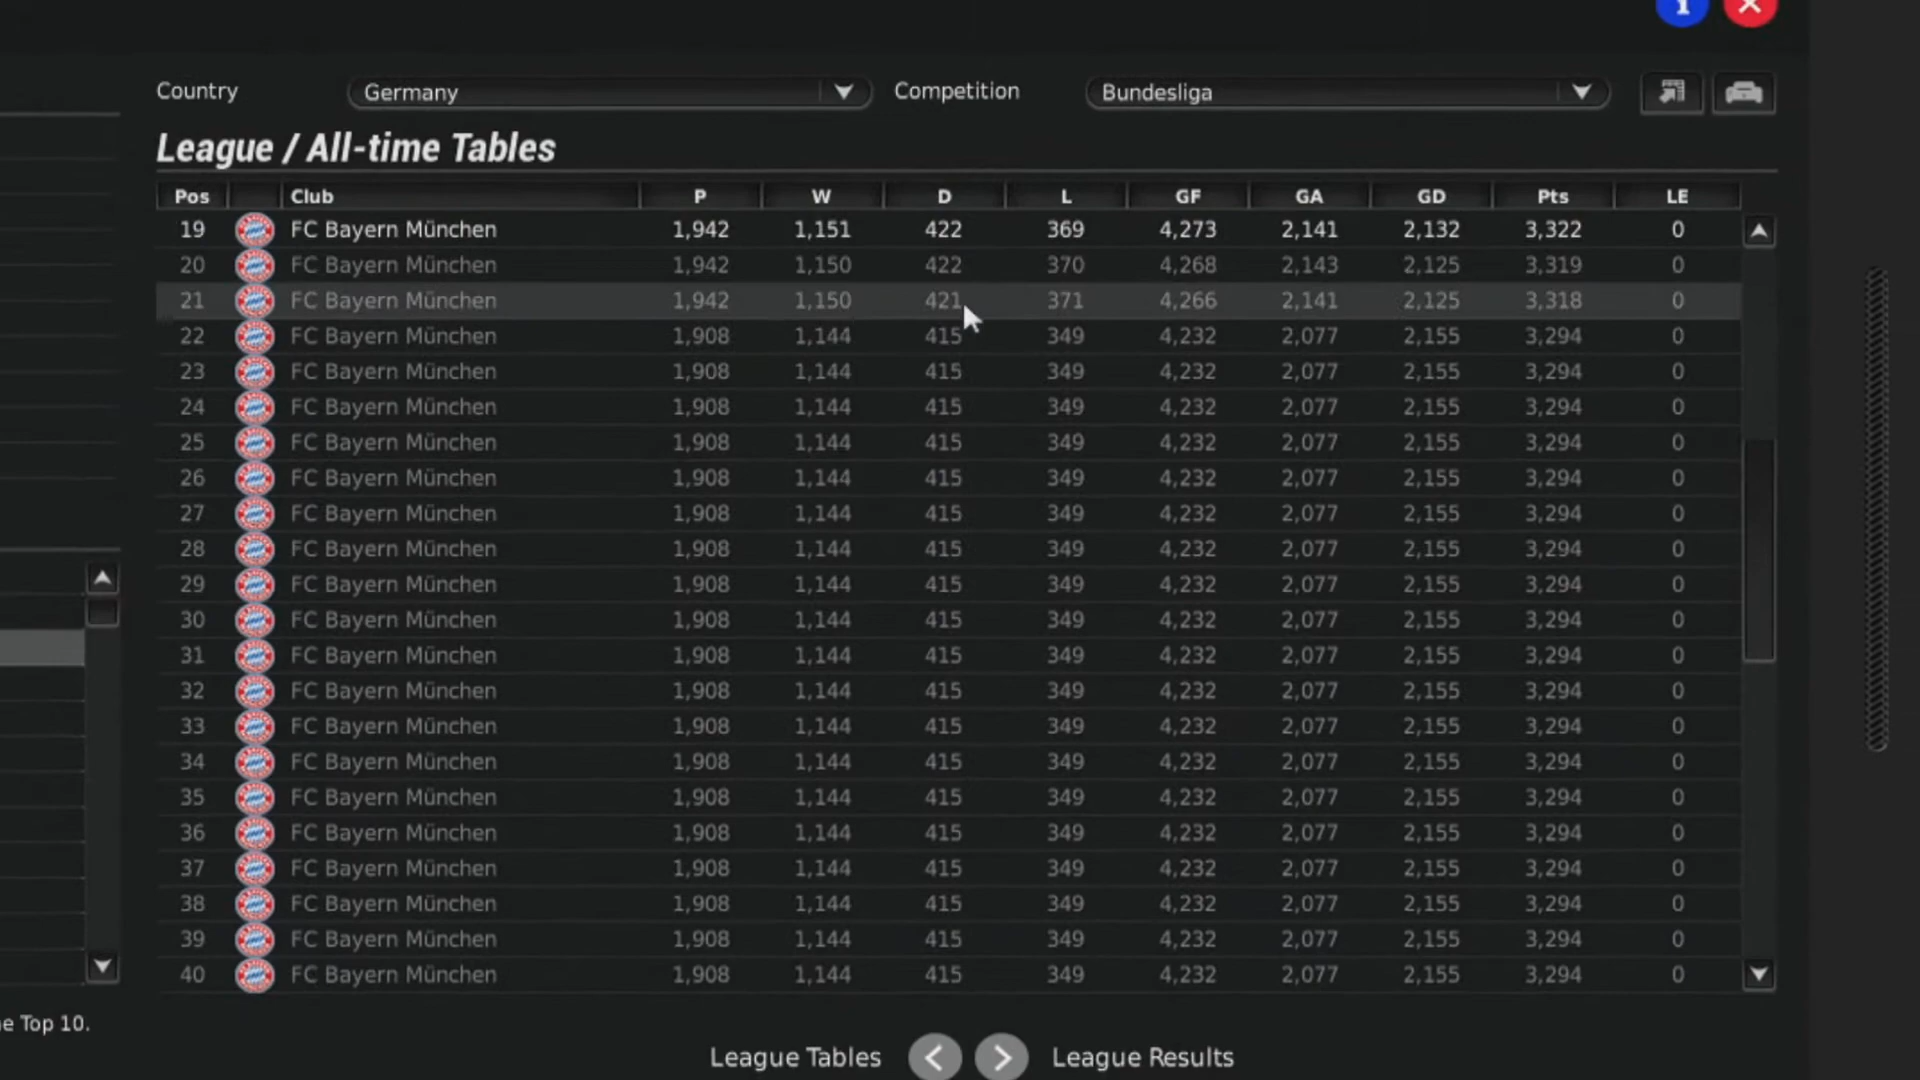 Country Germany Competition Bundesliga
League / All-time Tables
Pos Club P W D L GF GA GD Pts LE
19 FC Bayern München 1,942 1,151 422 369 4,273 2,141 2,132 3,322 0
20 FC Bayern München 1,942 1,150 422 370 4,268 2,143 2,125 3,319 0
21 FC Bayern München 1,942 1,150 421 371 4,266 2,141 2,125 3,318 0
22 FC Bayern München 1,908 1,144 415 349 4,232 2,077 2,155 3,294 0
23 FC Bayern München 1,908 1,144 415 349 4,232 2,077 2,155 3,294 0
24 FC Bayern München 1,908 1,144 415 349 4,232 2,077 2,155 3,294 0
25 FC Bayern München 1,908 1,144 415 349 4,232 2,077 2,155 3,294 0
26 FC Bayern München 1,908 1,144 415 349 4,232 2,077 2,155 3,294 0
27 FC Bayern München 1,908 1,144 415 349 4,232 2,077 2,155 3,294 0
28 FC Bayern München 1,908 1,144 415 349 4,232 2,077 2,155 3,294 0
29 FC Bayern München 1,908 1,144 415 349 4,232 2,077 2,155 3,294 0
30 FC Bayern München 1,908 1,144 415 349 4,232 2,077 2,155 3,294 0
31 FC Bayern München 1,908 1,144 415 349 4,232 2,077 2,155 3,294 0
32 FC Bayern München 1,908 1,144 415 349 4,232 2,077 2,155 3,294 0
33 FC Bayern München 1,908 1,144 415 349 4,232 2,077 2,155 3,294 0
34 FC Bayern München 1,908 1,144 415 349 4,232 2,077 2,155 3,294 0
35 FC Bayern München 1,908 1,144 415 349 4,232 2,077 2,155 3,294 0
36 FC Bayern München 1,908 1,144 415 349 4,232 2,077 2,155 3,294 0
37 FC Bayern München 1,908 1,144 415 349 4,232 2,077 2,155 3,294 0
38 FC Bayern München 1,908 1,144 415 349 4,232 2,077 2,155 3,294 0
39 FC Bayern München 1,908 1,144 415 349 4,232 2,077 2,155 3,294 0
40 FC Bayern München 1,908 1,144 415 349 4,232 2,077 2,155 3,294 0
e Top 10.
League Tables League Results